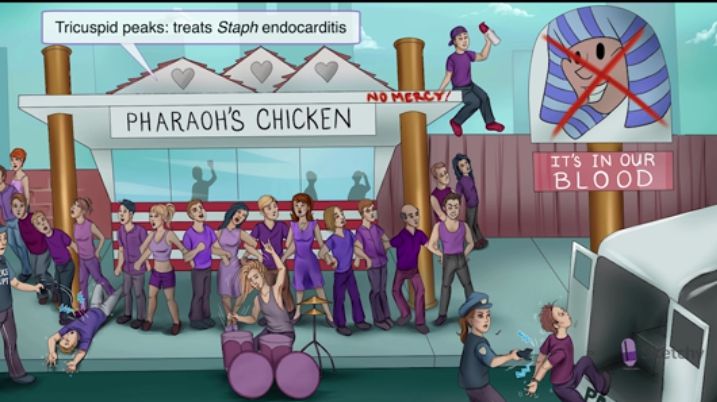 Tricuspid peaks: treats Staph endocarditis
NO MERCY!
PHARAOH'S CHICKEN
IT'S IN OUR
BLOOD